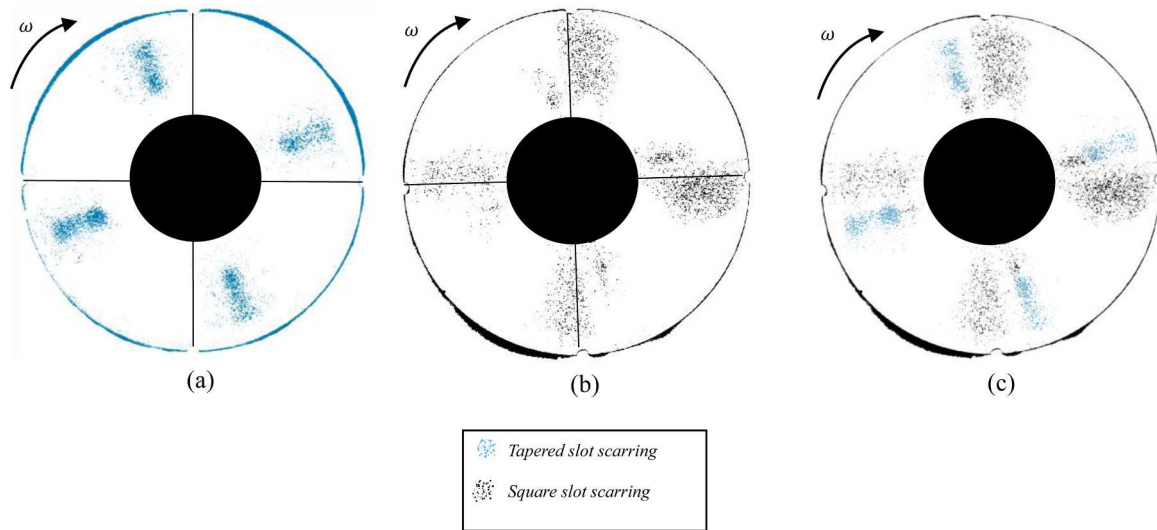 ω
ω
ω
(a)
(b)
(c)
Tapered slot scarring
Square slot scarring